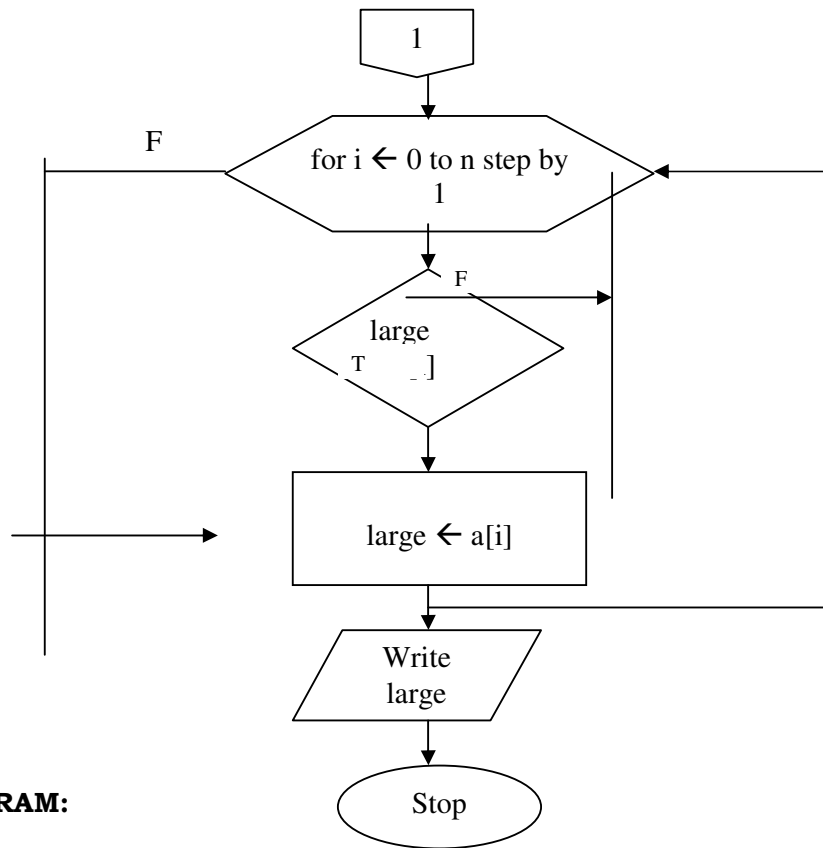 1
F
for i ← 0 to n step by
1
F
large
T ]
large ← a[i]
Write
large
Stop
RAM: